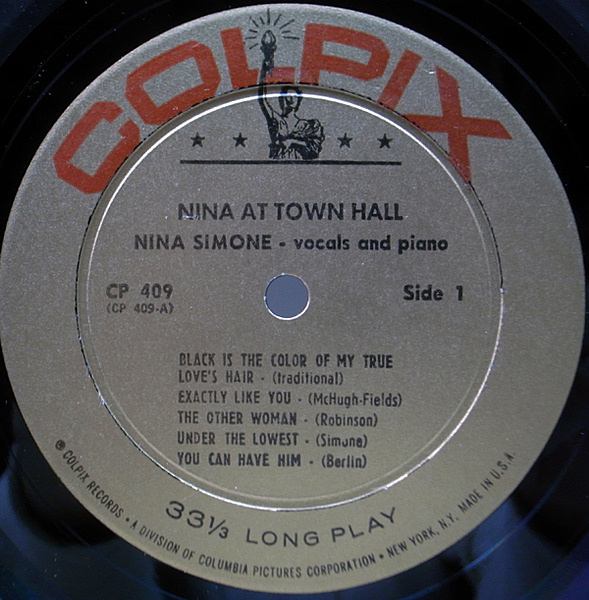 COLPIX
NINA AT TOWN HALL
NINA SIMONE - vocals and piano
CP 409
(CP 409-A)
Side 1
BLACK IS THE COLOR OF MY TRUE
LOVE'S HAIR - (traditional)
EXACTLY LIKE YOU - (McHugh-Fields)
THE OTHER WOMAN - (Robinson)
UNDER THE LOWEST - (Simone)
YOU CAN HAVE HIM - (Berlin)
33⅓ LONG PLAY
℗ COLPIX RECORDS • A DIVISION OF COLUMBIA PICTURES CORPORATION • NEW YORK, N.Y. MADE IN U.S.A.